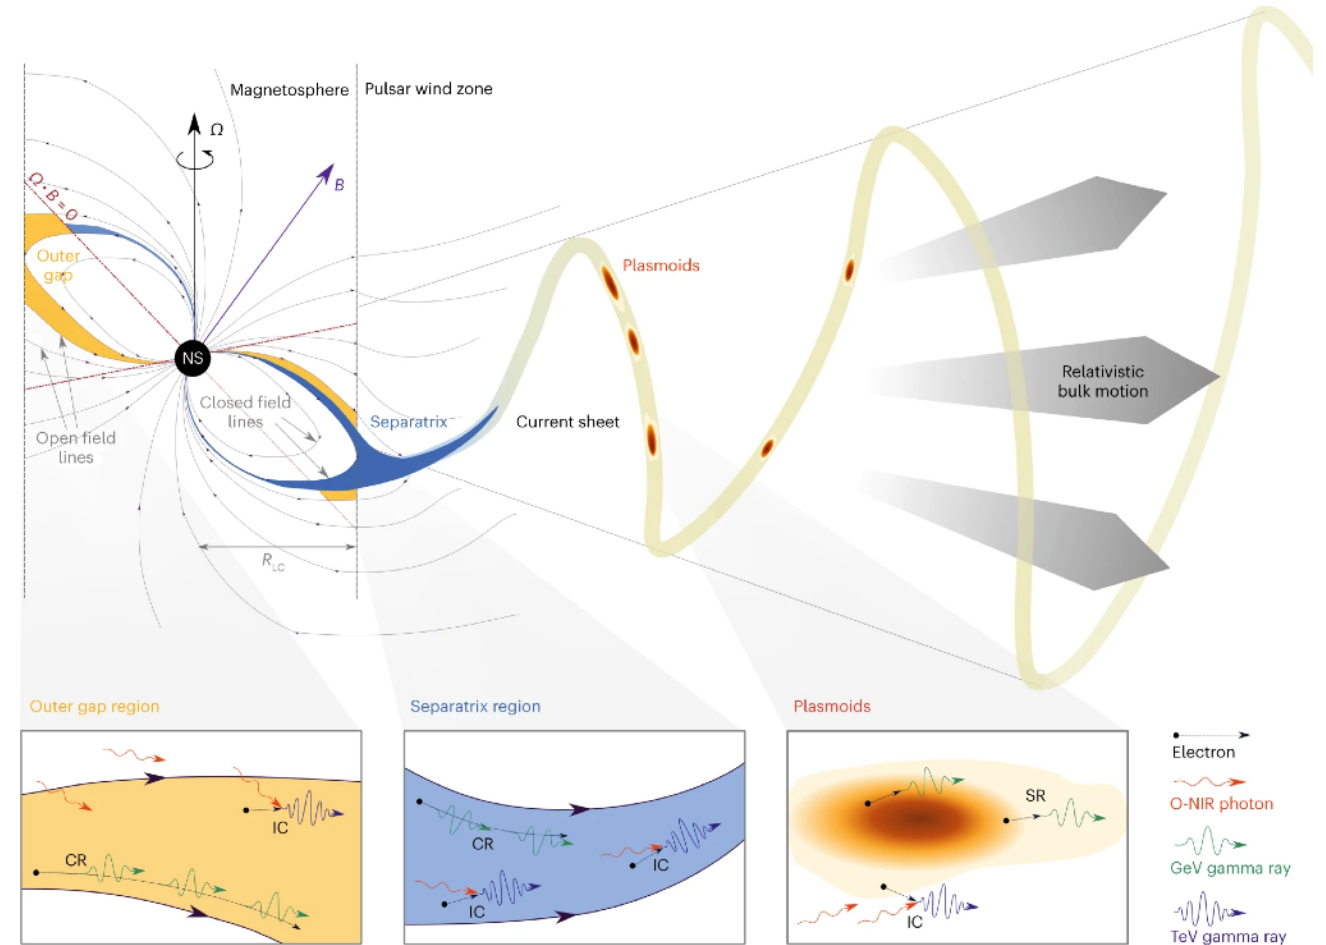 Magnetosphere
Pulsar wind zone
Ω
B
Ω · B = 0
Outer
gap
Plasmoids
NS
Relativistic
bulk motion
Closed field
lines
Separatrix
Current sheet
Open field
lines
R_LC
Outer gap region
Separatrix region
Plasmoids
IC
CR
CR
IC
IC
SR
IC
Electron
O-NIR photon
GeV gamma ray
TeV gamma ray